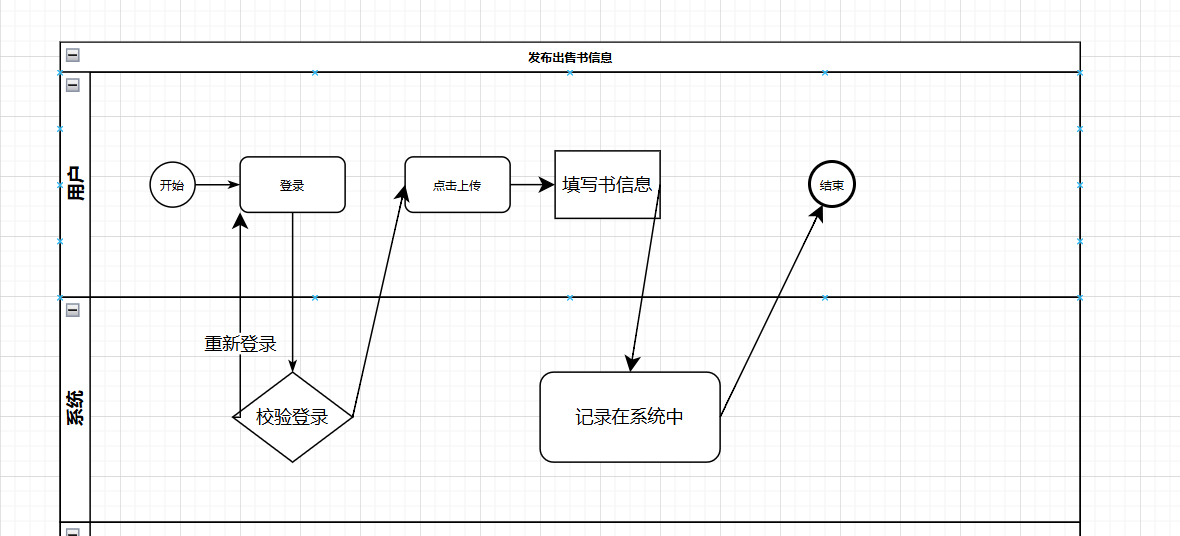 发布出售书信息
用户
开始
登录
点击上传
填写书信息
结束
重新登录
系统
校验登录
记录在系统中